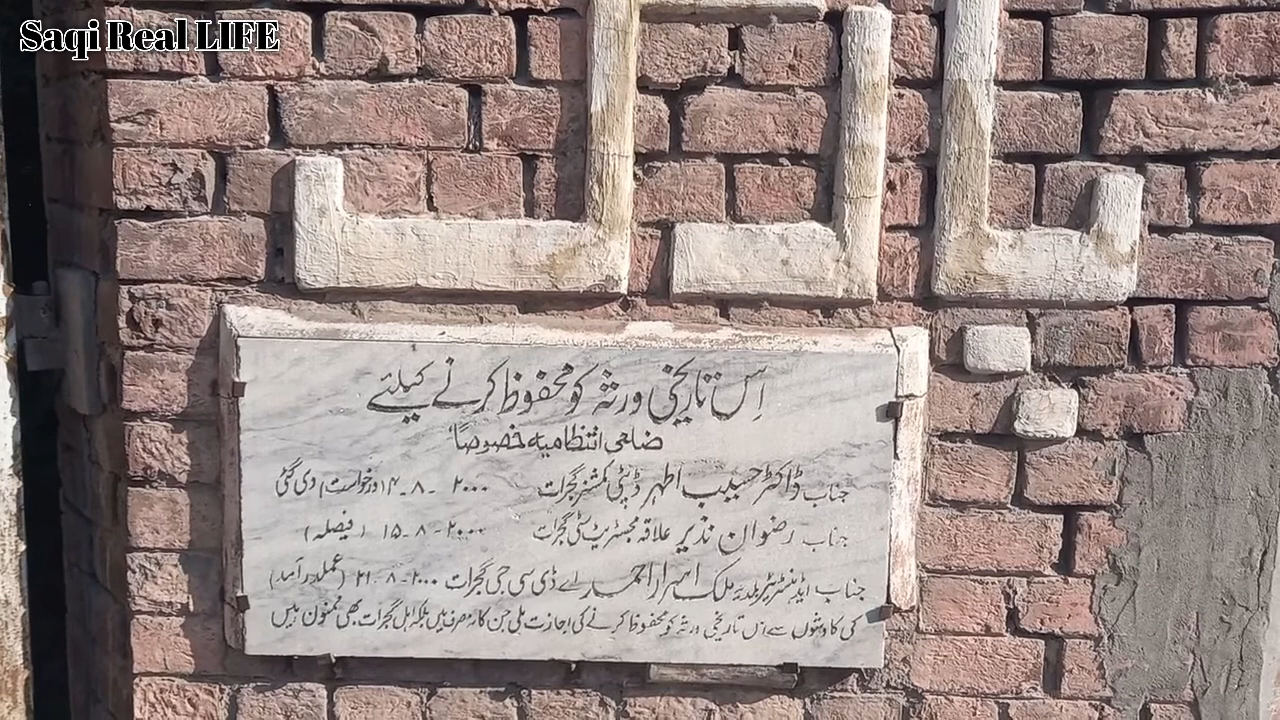 Saqi Real LIFE
اِس تاریخی ورثہ کو محفوظ کرنے کیلئے
ضلعی انتظامیہ خصوصاً
جناب ڈاکٹر حسیب اطہر ڈپٹی کمشنر گجرات ۲۰۰۰-۸-۱۴ (درخواست دی گئی)
جناب رضوان نذیر علاقہ مجسٹریٹ سٹی گجرات ۲۰۰۰-۸-۱۵ (فیصلہ)
جناب ایڈمنسٹریٹر بلدیہ ملک اسرار احمد اے ڈی سی جی گجرات ۲۰۰۰-۸-۲۱ (عملدرآمد)
کی کاوشوں سے اس تاریخی ورثہ کو محفوظ کرنے کی اجازت ملی جن کا نہ صرف میں بلکہ اہل گجرات بھی ممنون ہیں